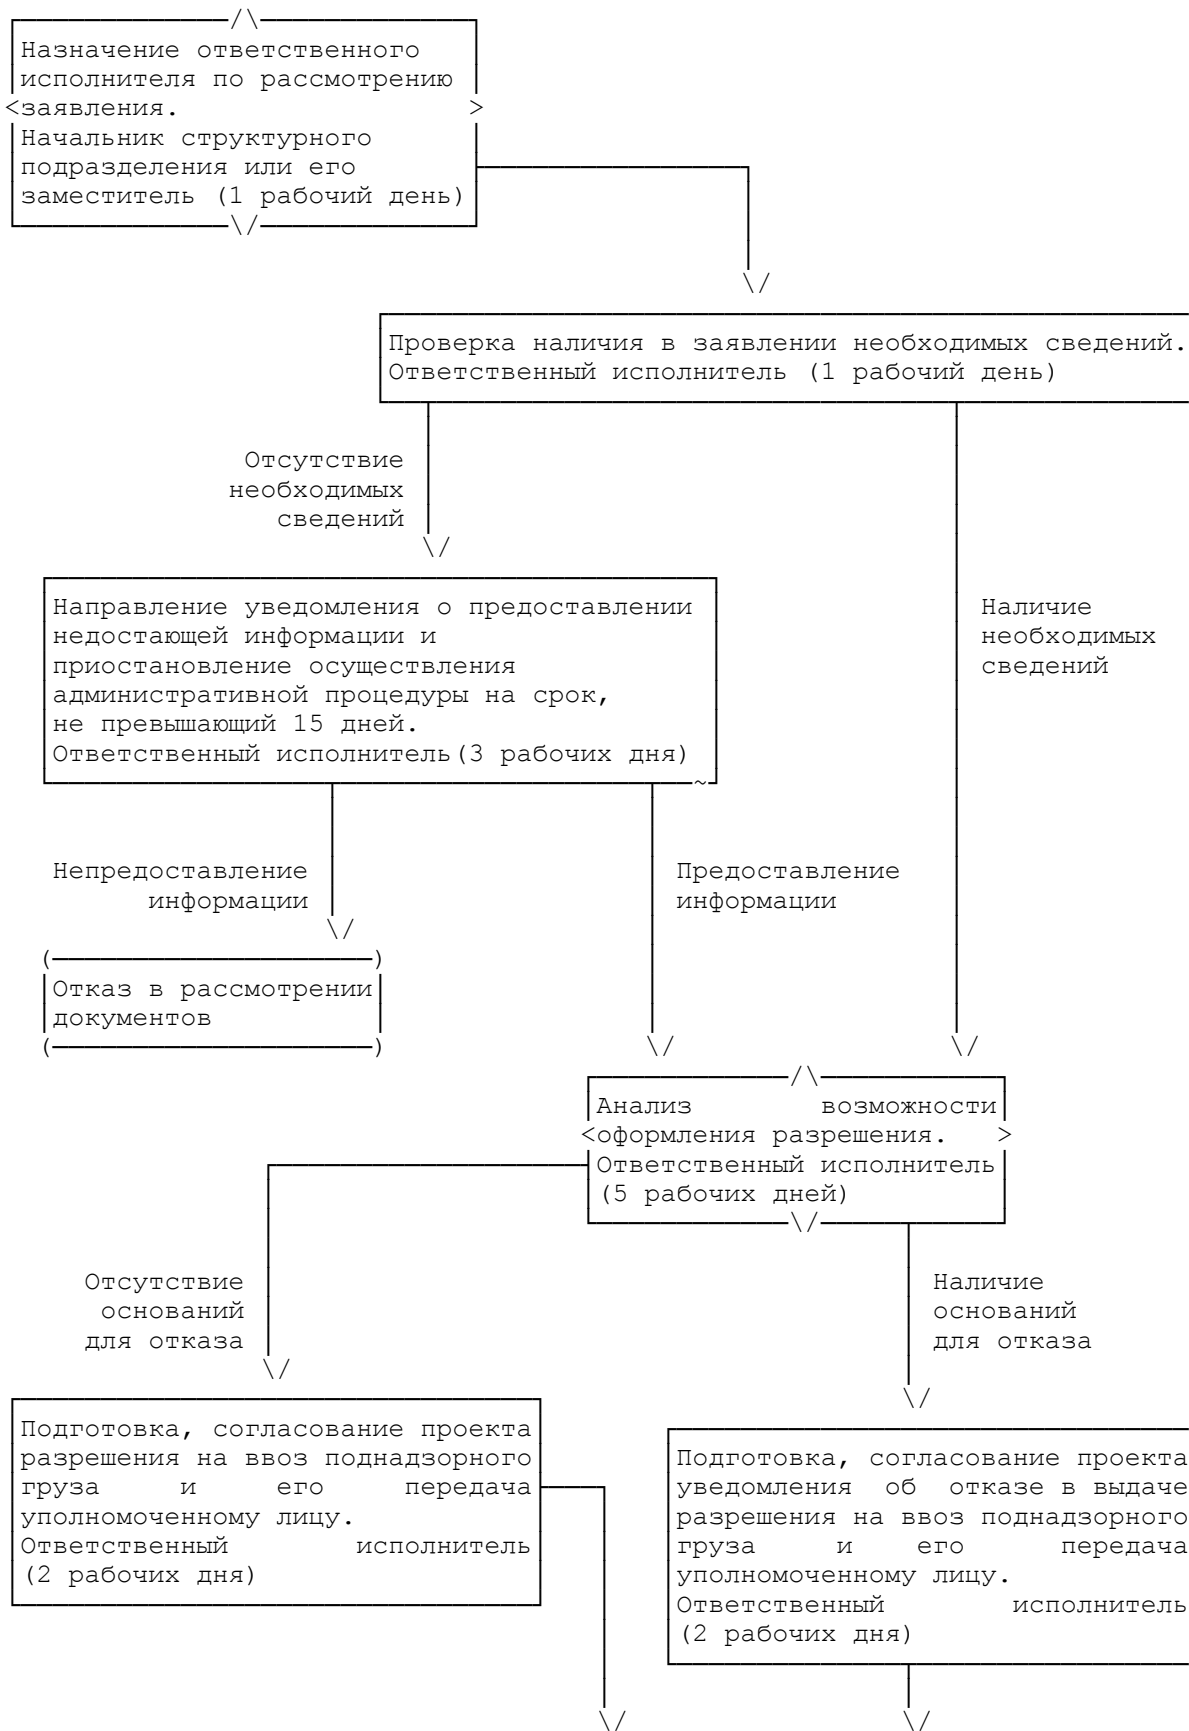 Назначение ответственного
исполнителя по рассмотрению
заявления.
Начальник структурного
подразделения или его
заместитель (1 рабочий день)
Проверка наличия в заявлении необходимых сведений.
Ответственный исполнитель (1 рабочий день)
Отсутствие
необходимых
сведений
Направление уведомления о предоставлении
недостающей информации и
приостановление осуществления
административной процедуры на срок,
не превышающий 15 дней.
Ответственный исполнитель(3 рабочих дня)
Наличие
необходимых
сведений
Непредоставление
информации
Предоставление
информации
Отказ в рассмотрении
документов
Анализ возможности
оформления разрешения.
Ответственный исполнитель
(5 рабочих дней)
Отсутствие
оснований
для отказа
Наличие
оснований
для отказа
Подготовка, согласование проекта
разрешения на ввоз поднадзорного
груза и его передача
уполномоченному лицу.
Ответственный исполнитель
(2 рабочих дня)
Подготовка, согласование проекта
уведомления об отказе в выдаче
разрешения на ввоз поднадзорного
груза и его передача
уполномоченному лицу.
Ответственный исполнитель
(2 рабочих дня)